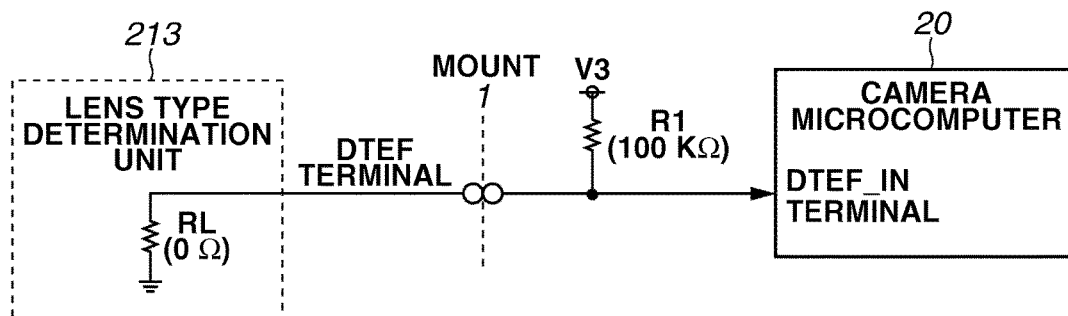 213
LENS TYPE
DETERMINATION
UNIT
RL
(0 Ω)
DTEF
TERMINAL
MOUNT
1
V3
R1
(100 KΩ)
20
CAMERA
MICROCOMPUTER
DTEF_IN
TERMINAL